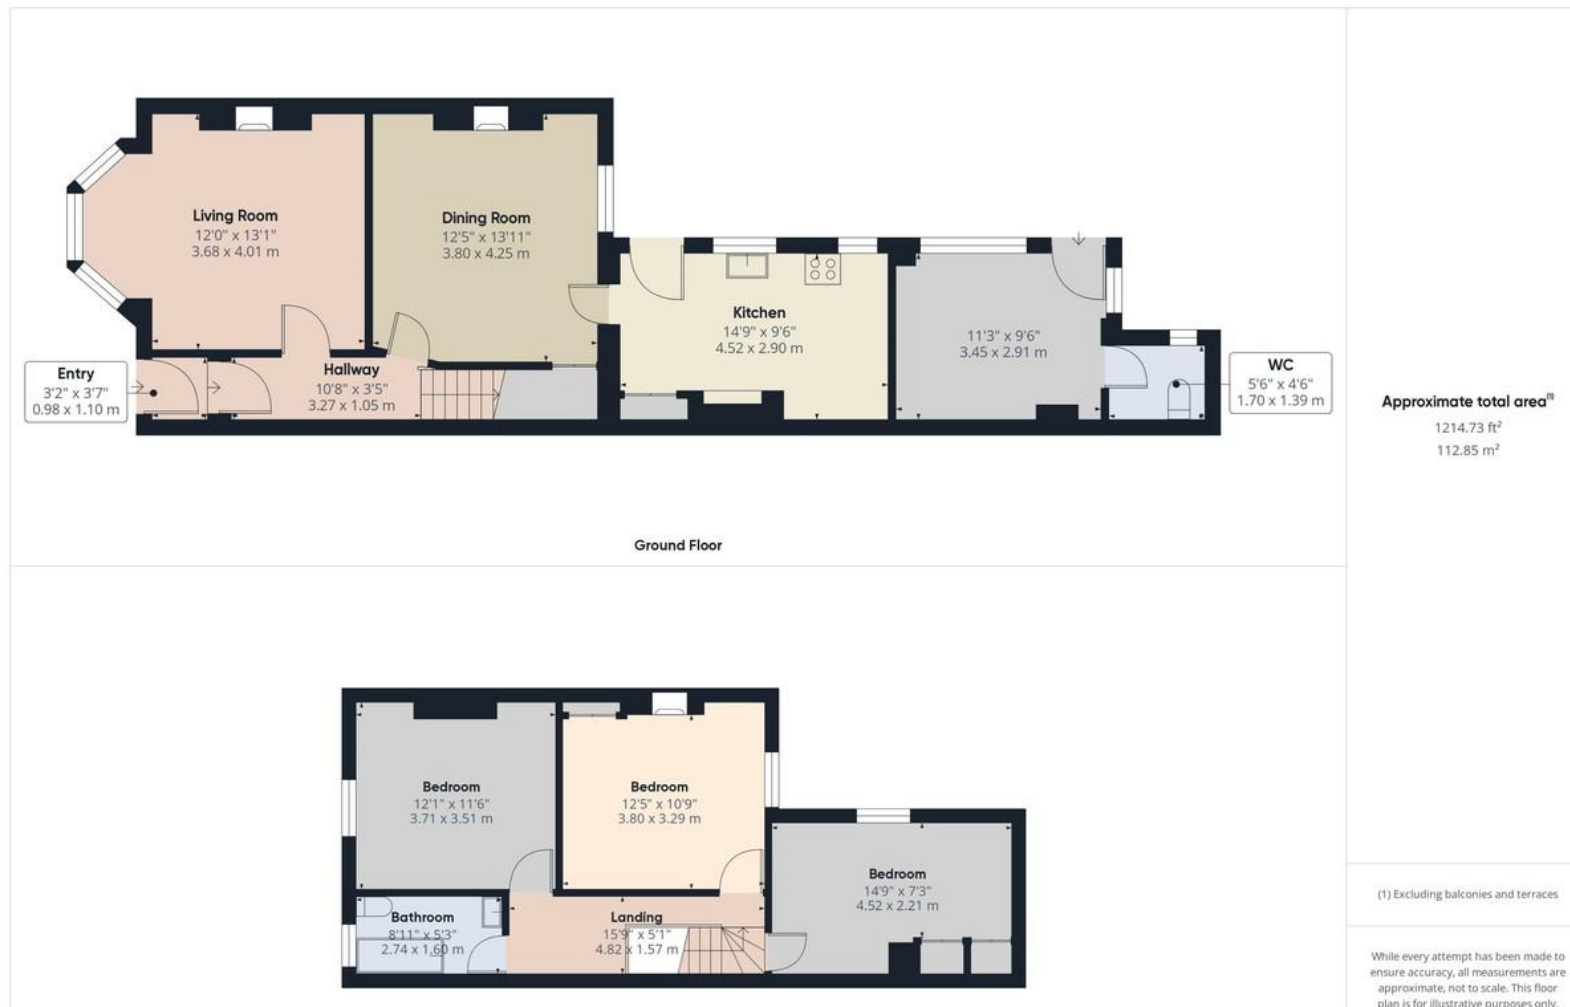 Living Room
12'0" x 13'1"
3.68 x 4.01 m
Dining Room
12'5" x 13'11"
3.80 x 4.25 m
Kitchen
14'9" x 9'6"
4.52 x 2.90 m
11'3" x 9'6"
3.45 x 2.91 m
Entry
3'2" x 3'7"
0.98 x 1.10 m
Hallway
10'8" x 3'5"
3.27 x 1.05 m
WC
5'6" x 4'6"
1.70 x 1.39 m
Ground Floor
Approximate total area(1)
1214.73 ft²
112.85 m²
Bedroom
12'1" x 11'6"
3.71 x 3.51 m
Bedroom
12'5" x 10'9"
3.80 x 3.29 m
Bedroom
14'9" x 7'3"
4.52 x 2.21 m
Bathroom
8'11" x 5'3"
2.74 x 1.60 m
Landing
15'9" x 5'1"
4.82 x 1.57 m
(1) Excluding balconies and terraces
While every attempt has been made to
ensure accuracy, all measurements are
approximate, not to scale. This floor
plan is for illustrative purposes only.